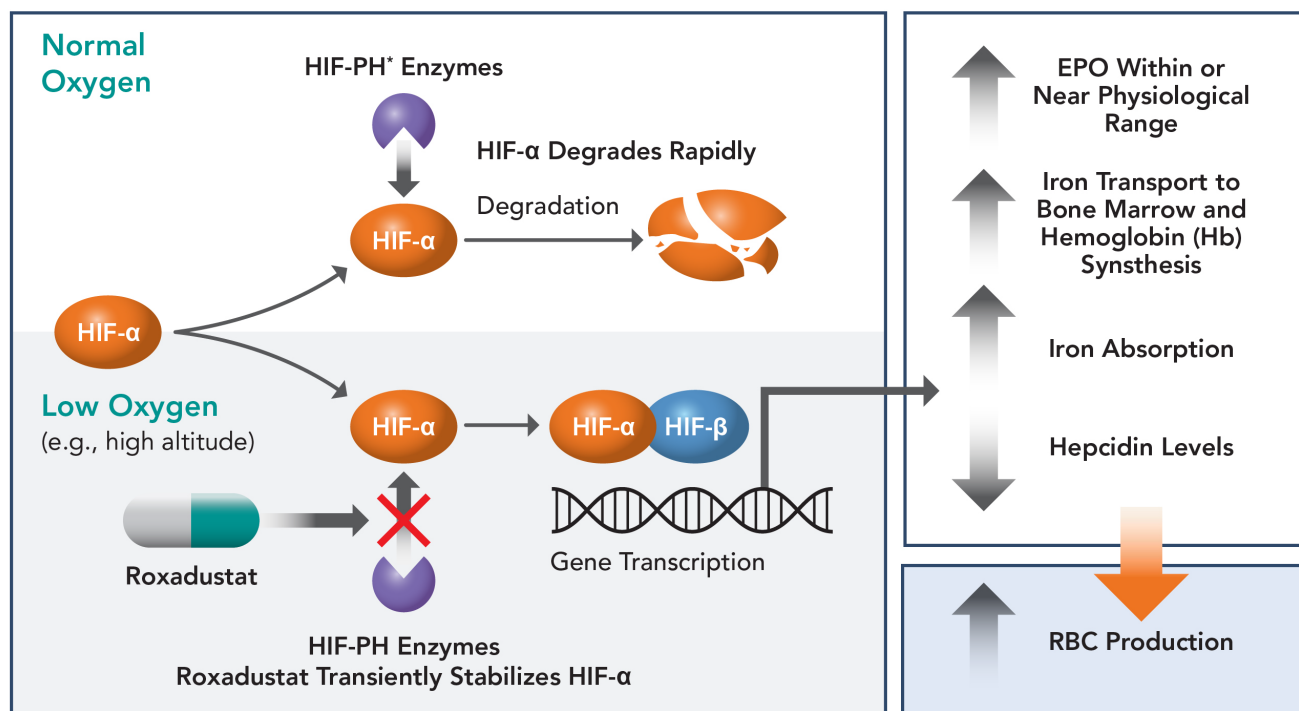 Normal
Oxygen
HIF-PH* Enzymes
HIF-α Degrades Rapidly
Degradation
HIF-α
HIF-α
Low Oxygen
(e.g., high altitude)
HIF-α
HIF-α
HIF-β
Roxadustat
Gene Transcription
HIF-PH Enzymes
Roxadustat Transiently Stabilizes HIF-α
EPO Within or
Near Physiological
Range
Iron Transport to
Bone Marrow and
Hemoglobin (Hb)
Synsthesis
Iron Absorption
Hepcidin Levels
RBC Production